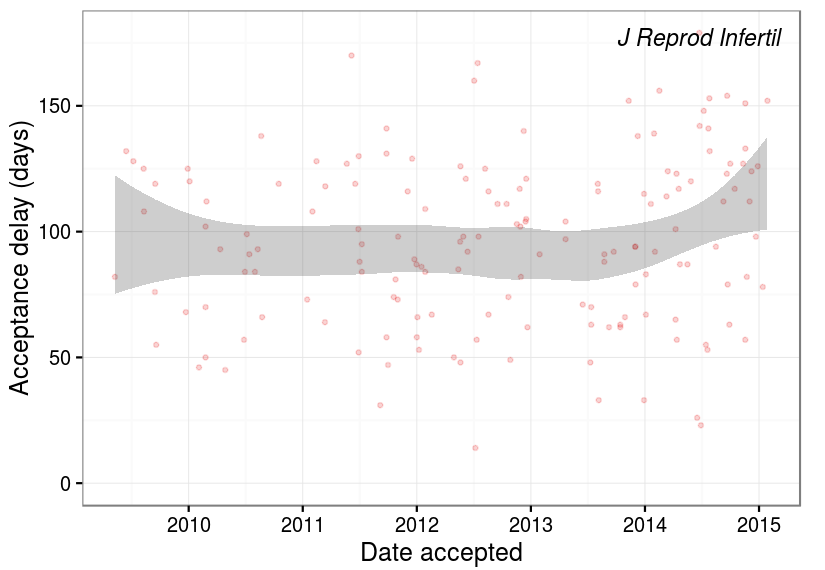 J Reprod Infertil
Acceptance delay (days)
150
100
50
0
2010 2011 2012 2013 2014 2015
Date accepted